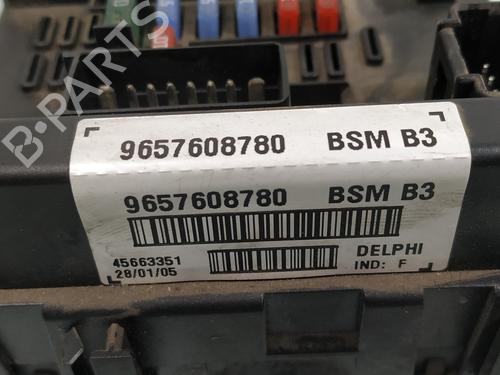 9657608780 BSM B3
9657608780 BSM B3
45663351 DELPHI
28/01/05 IND: F
B-PARTS